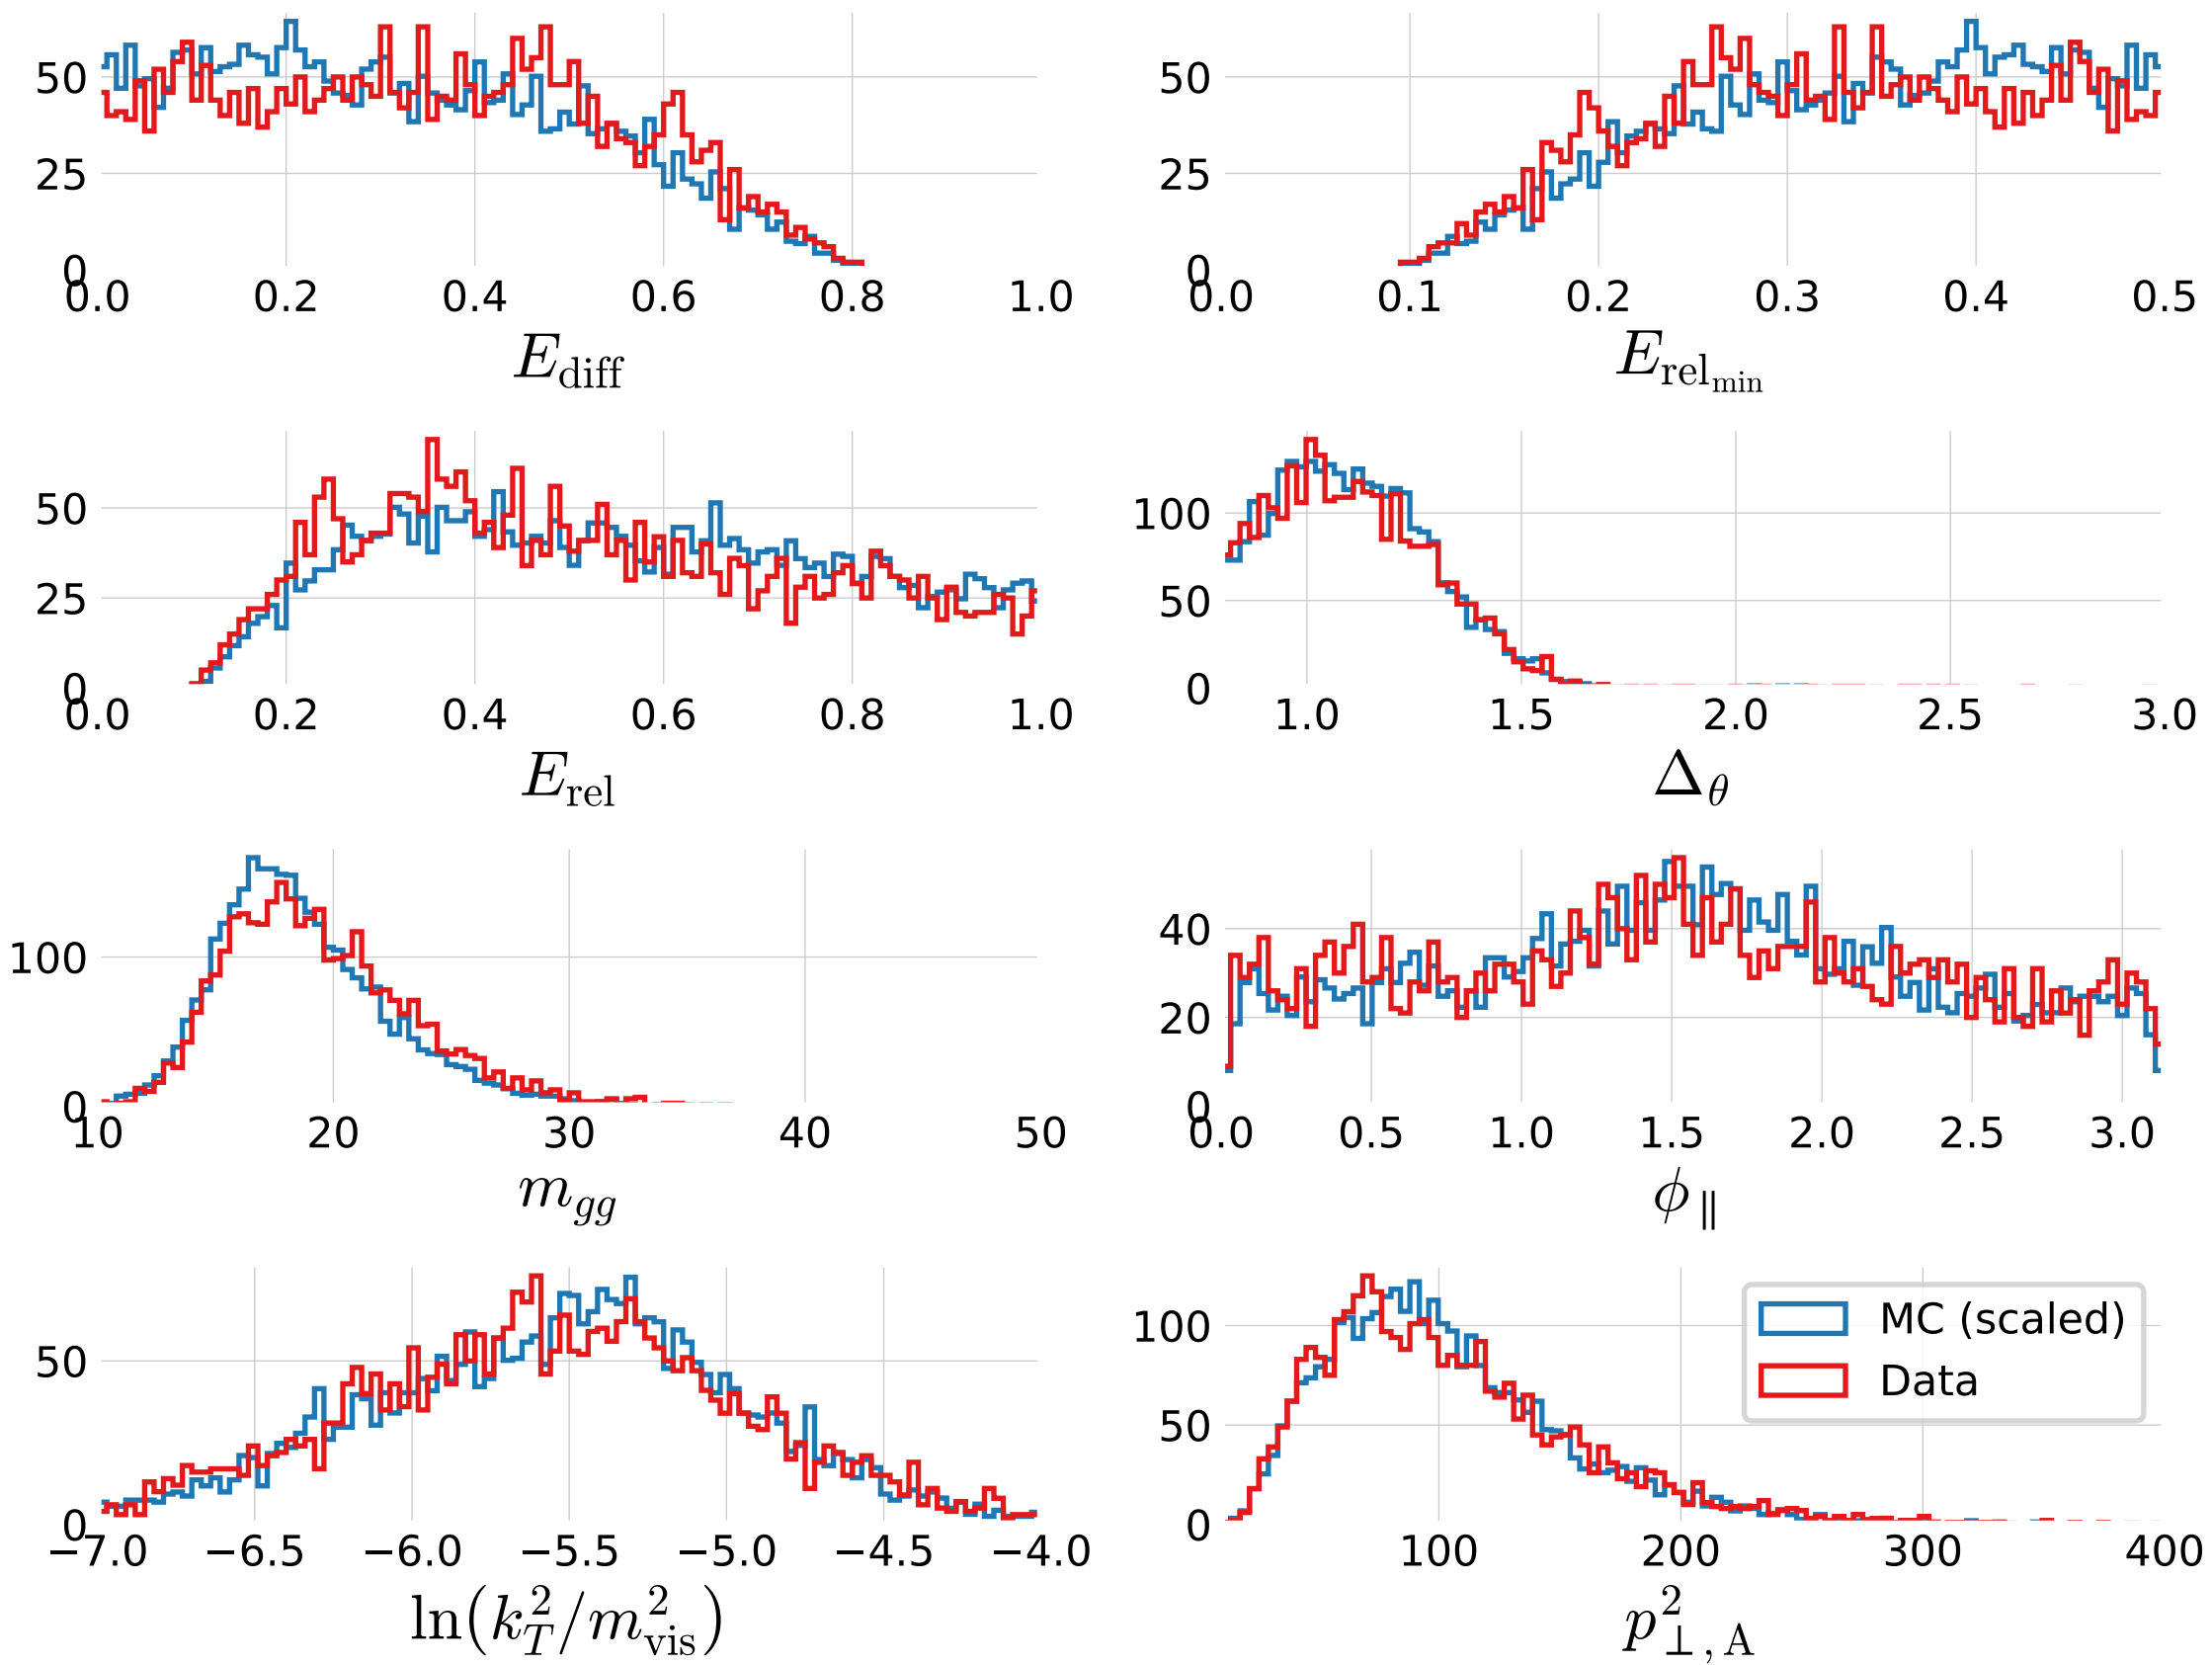 50
25
0
0.0 0.2 0.4 0.6 0.8 1.0
E_diff
50
25
0
0.0 0.1 0.2 0.3 0.4 0.5
E_rel_min
50
25
0
0.0 0.2 0.4 0.6 0.8 1.0
E_rel
100
50
0
1.0 1.5 2.0 2.5 3.0
Δ_θ
100
0
10 20 30 40 50
m_gg
40
20
0
0.0 0.5 1.0 1.5 2.0 2.5 3.0
ϕ_∥
50
0
−7.0 −6.5 −6.0 −5.5 −5.0 −4.5 −4.0
ln(k_T^2/m_vis^2)
100
50
0
100 200 300 400
p_⊥,A^2
MC (scaled)
Data